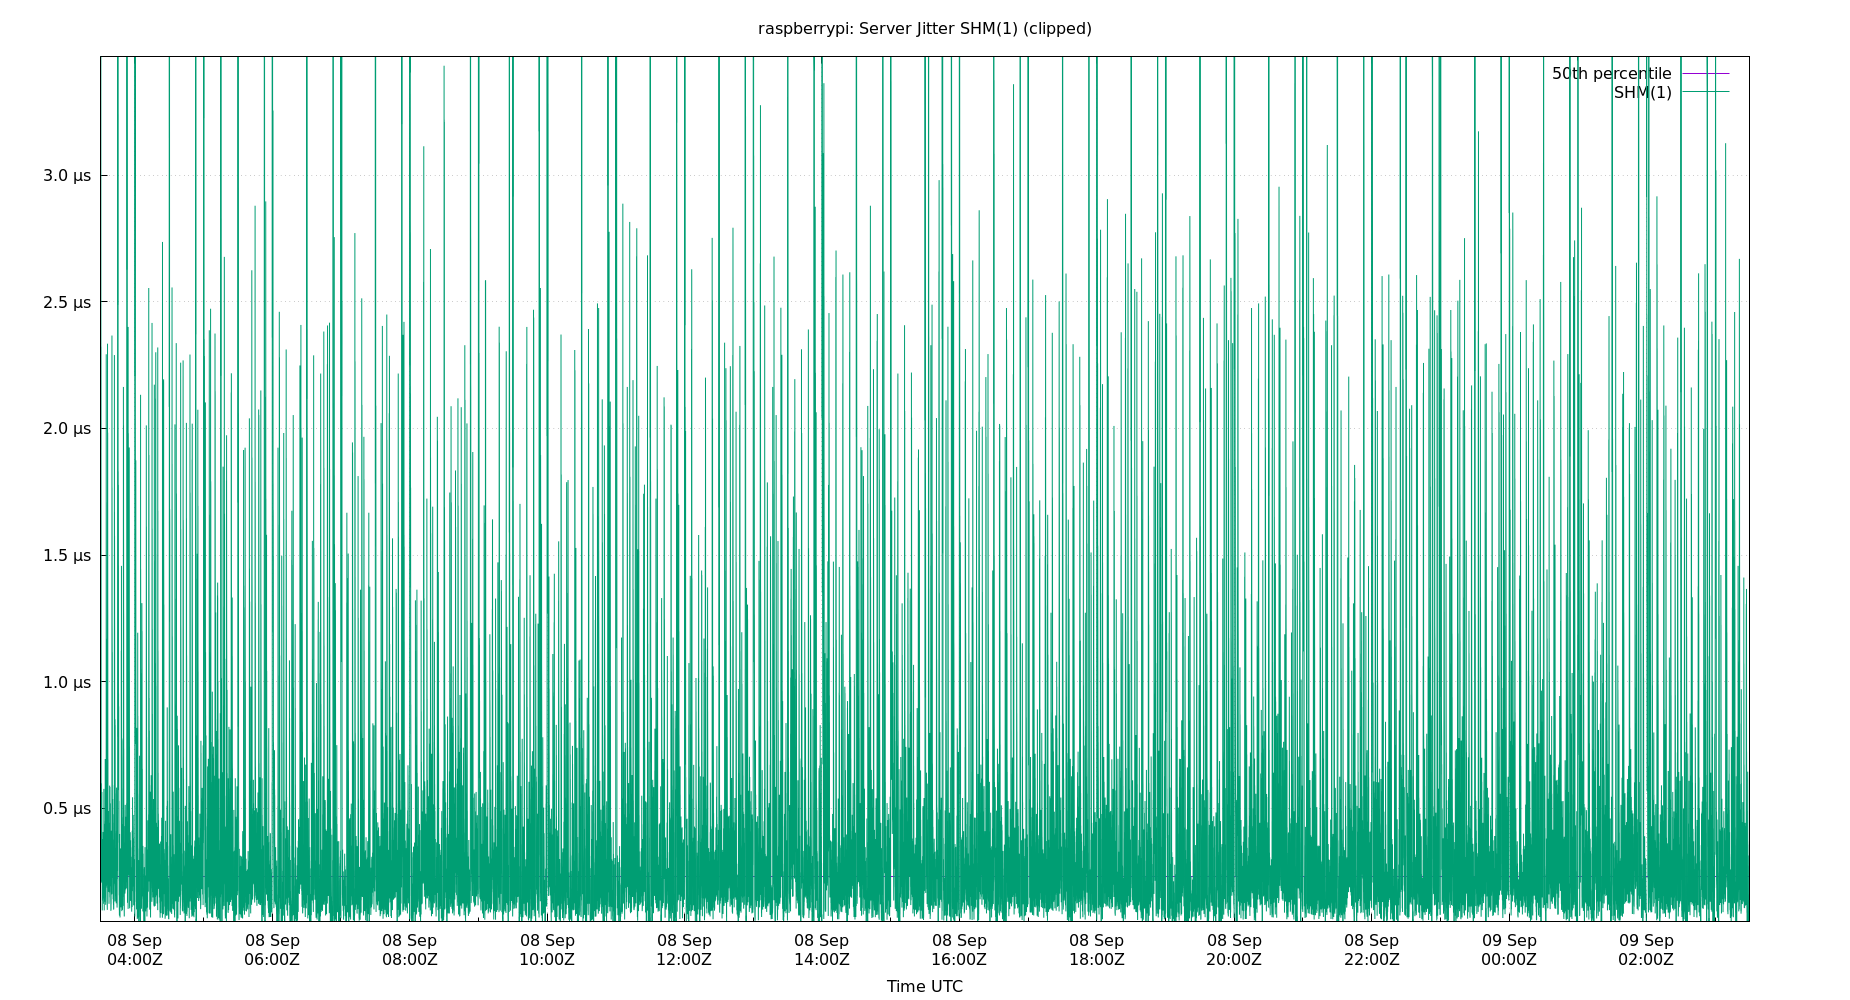 raspberrypi: Server Jitter SHM(1) (clipped)
50th percentile
SHM(1)
3.0 µs
2.5 µs
2.0 µs
1.5 µs
1.0 µs
0.5 µs
08 Sep 08 Sep 08 Sep 08 Sep 08 Sep 08 Sep 08 Sep 08 Sep 08 Sep 08 Sep 09 Sep 09 Sep
04:00Z 06:00Z 08:00Z 10:00Z 12:00Z 14:00Z 16:00Z 18:00Z 20:00Z 22:00Z 00:00Z 02:00Z
Time UTC